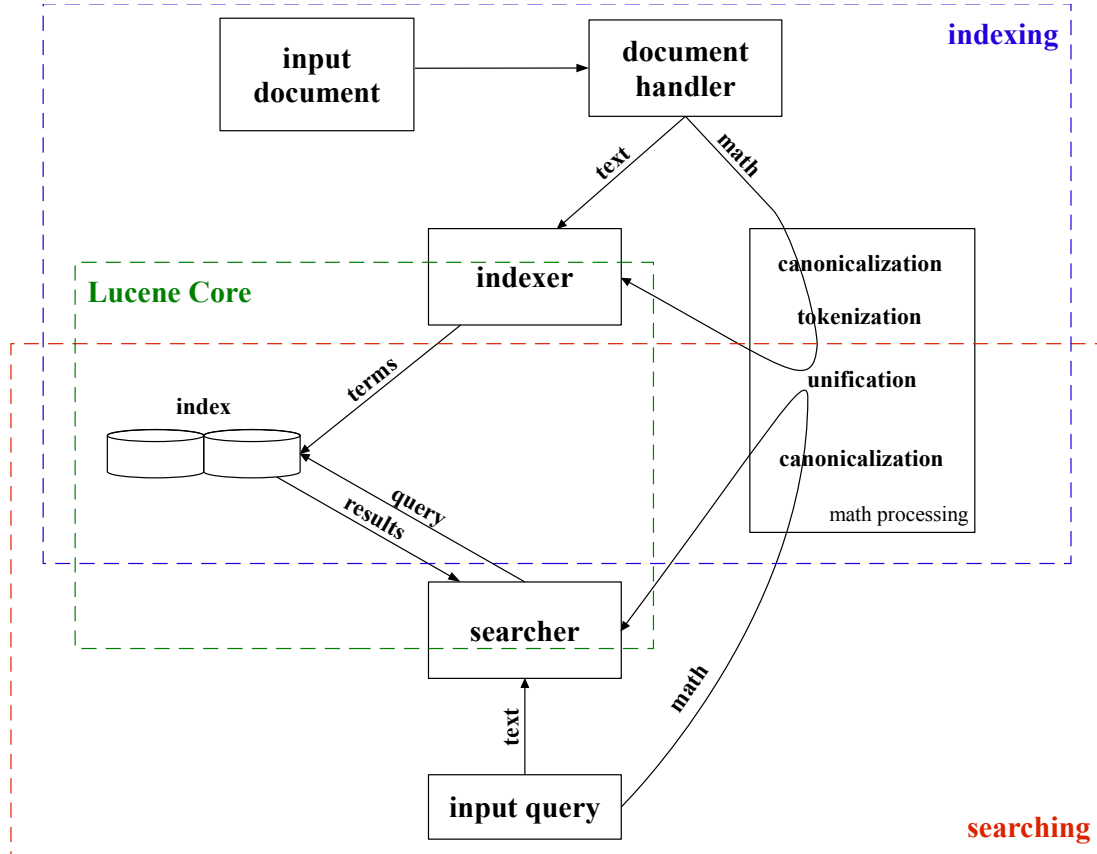 indexing
input
document
document
handler
text
math
canonicalization
indexer
Lucene Core
tokenization
terms
unification
index
canonicalization
query
results
math processing
searcher
math
text
input query
searching